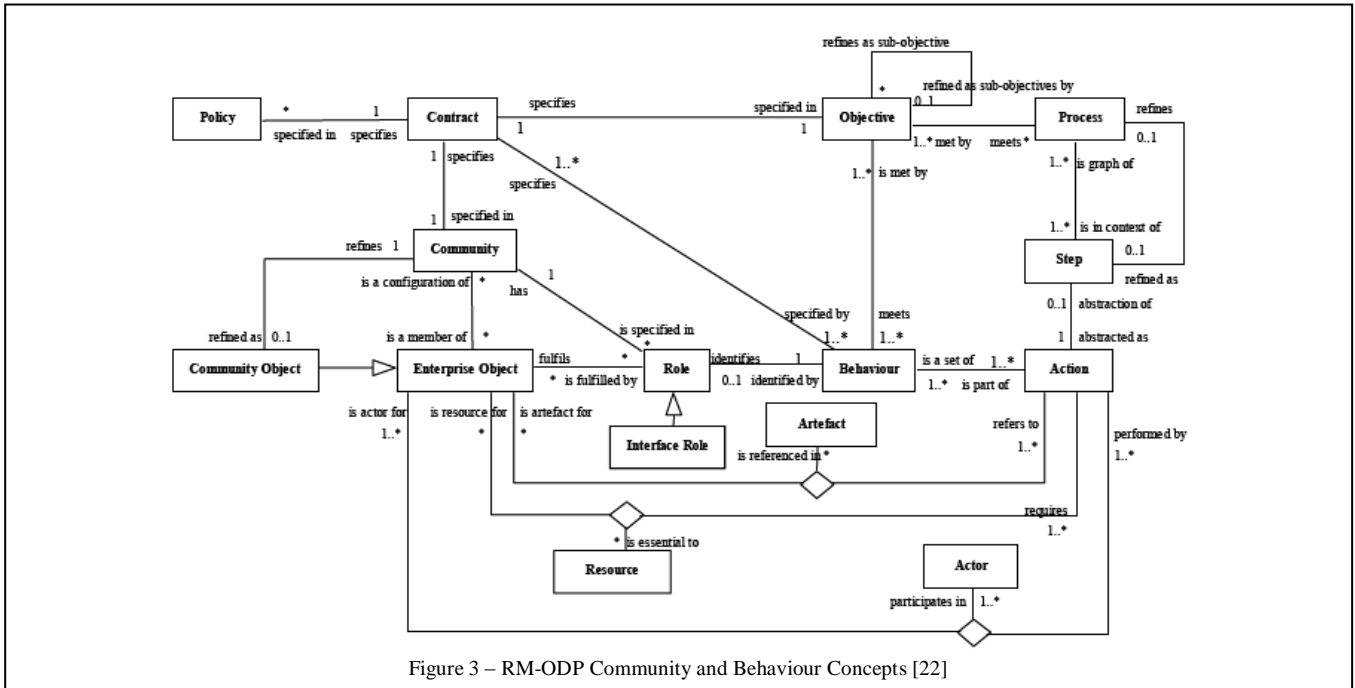 refines as sub-objective
refined as sub-objectives by
* 0..1
Policy * 1 Contract specifies specified in Objective Process refines
specified in specifies 1 1 1..* met by meets* 0..1
1 specifies 1..* 1..* is met by 1..* is graph of
specifies
1 specified in 1..* is in context of
refines 1 Community Step 0..1
is a configuration of * 1 refined as
has 0..1 abstraction of
specified by meets
is specified in
refined as 0..1 is a member of * * 1..* 1..* 1 abstracted as
Community Object Enterprise Object fulfils * Role identifies 1 Behaviour is a set of 1..* Action
* is fulfilled by 0..1 identified by 1..* is part of
is actor for is resource for is artefact for Artefact refers to performed by
1..* * * Interface Role 1..* 1..*
is referenced in *
requires
* is essential to 1..*
Resource Actor
participates in 1..*
Figure 3 – RM-ODP Community and Behaviour Concepts [22]